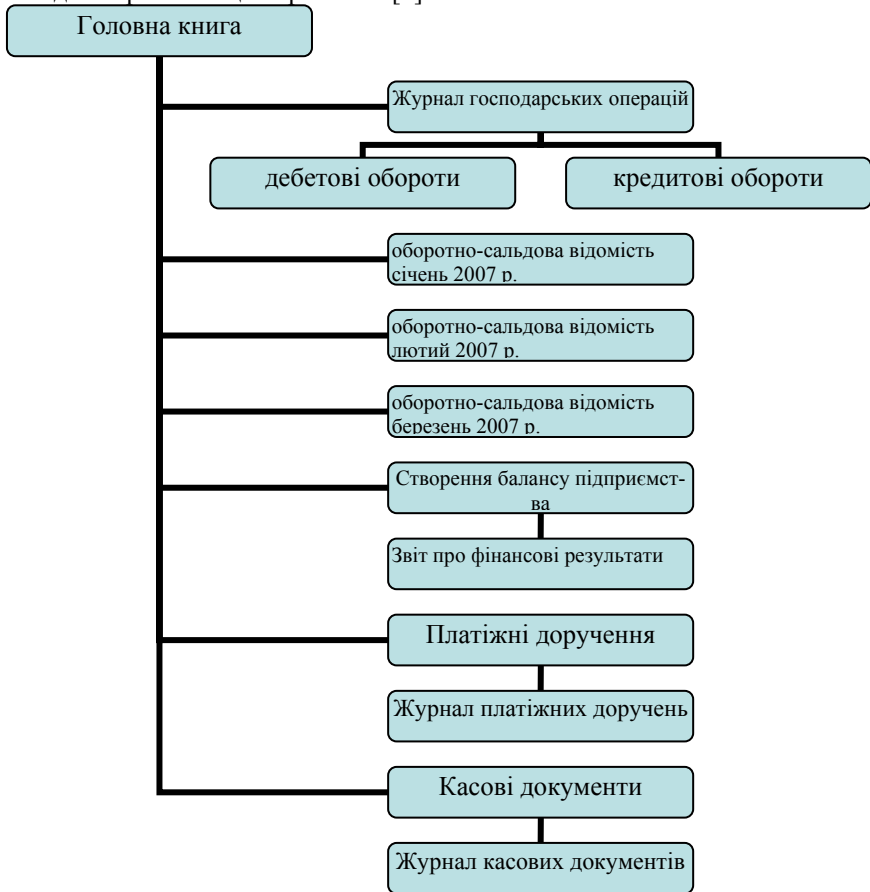 Головна книга
Журнал господарських операцій
дебетові обороти
кредитові обороти
оборотно-сальдова відомість
січень 2007 р.
оборотно-сальдова відомість
лютий 2007 р.
оборотно-сальдова відомість
березень 2007 р.
Створення балансу підприємст-
ва
Звіт про фінансові результати
Платіжні доручення
Журнал платіжних доручень
Касові документи
Журнал касових документів